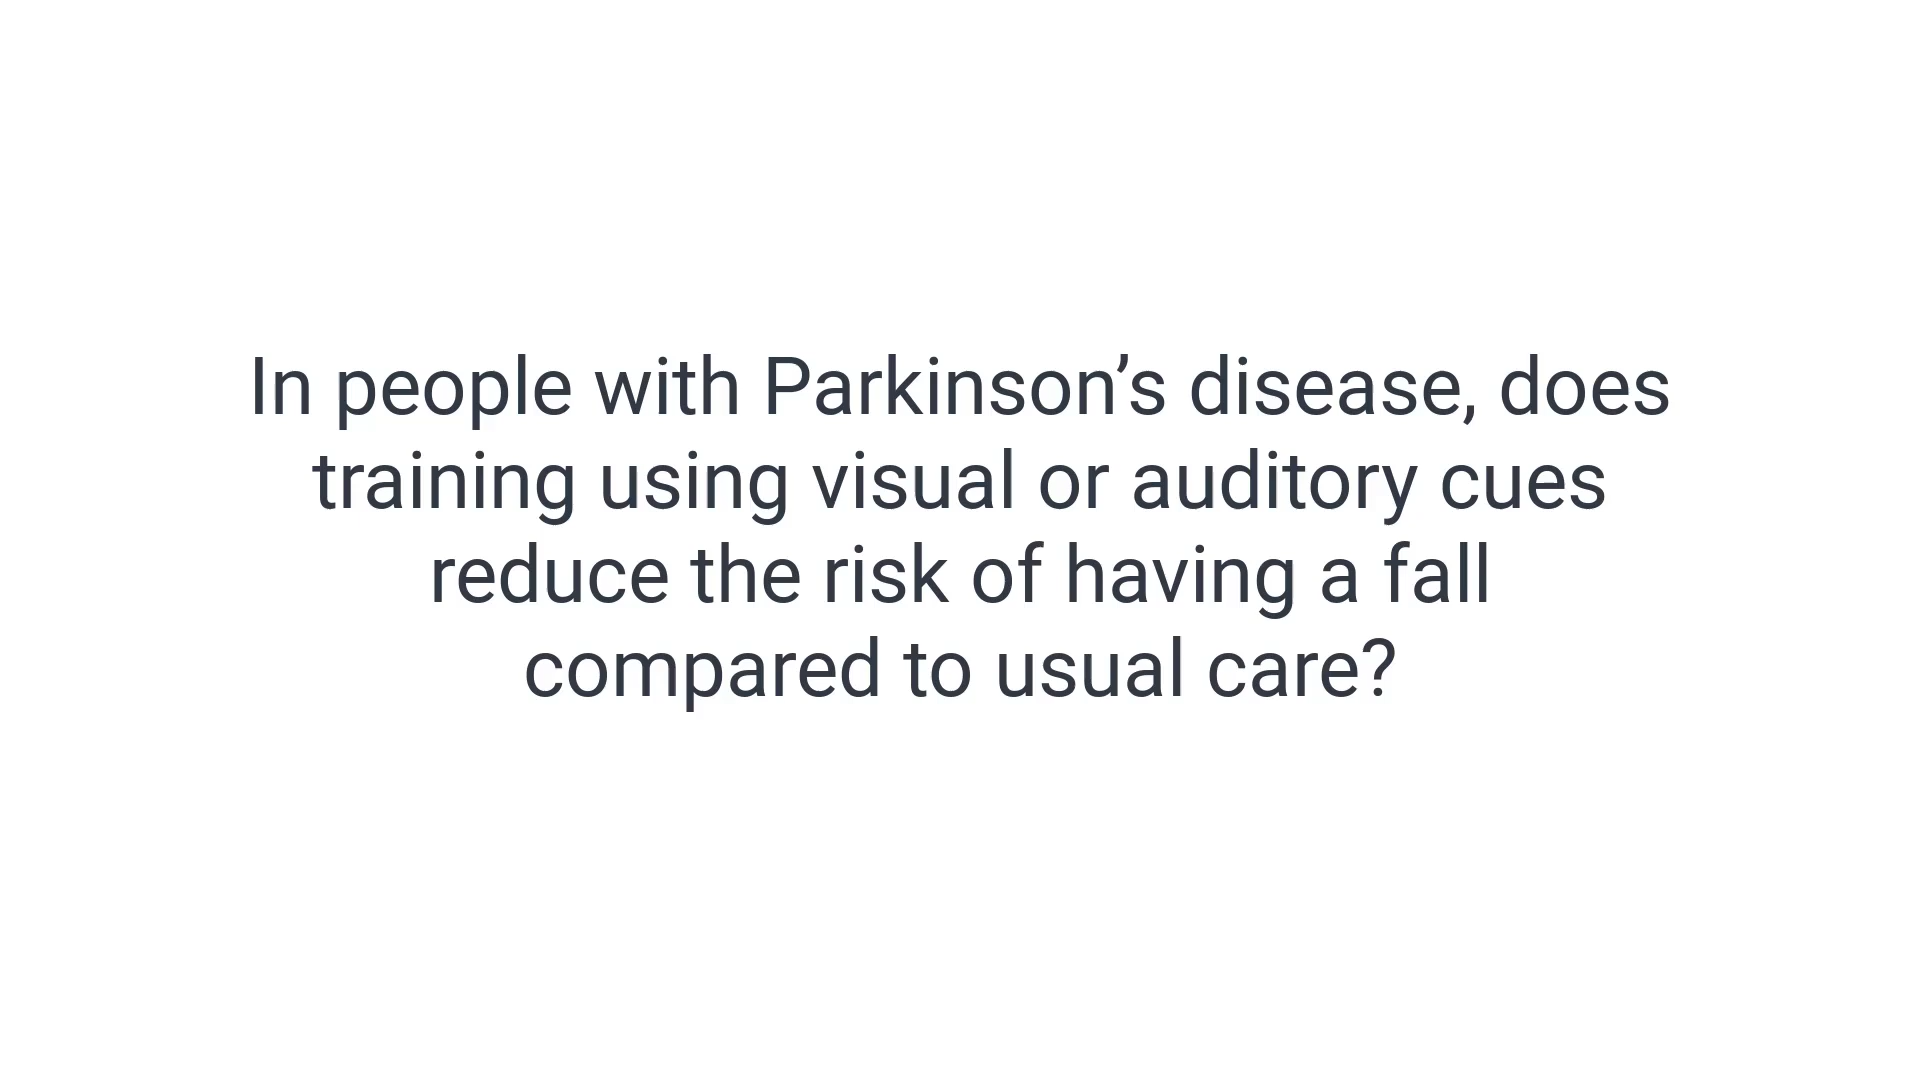 In people with Parkinson’s disease, does
training using visual or auditory cues
reduce the risk of having a fall
compared to usual care?